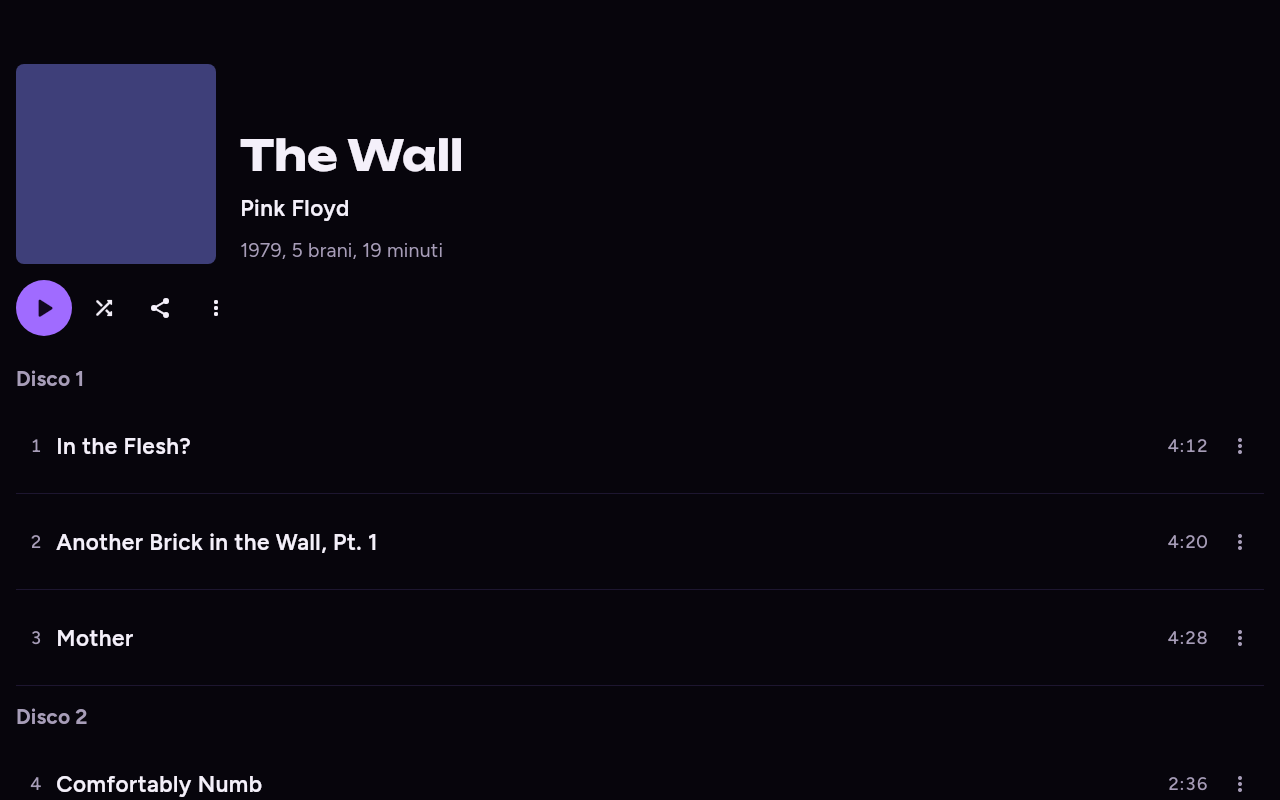 The Wall
Pink Floyd
1979, 5 brani, 19 minuti
Disco 1
1 In the Flesh? 4:12
2 Another Brick in the Wall, Pt. 1 4:20
3 Mother 4:28
Disco 2
4 Comfortably Numb 2:36